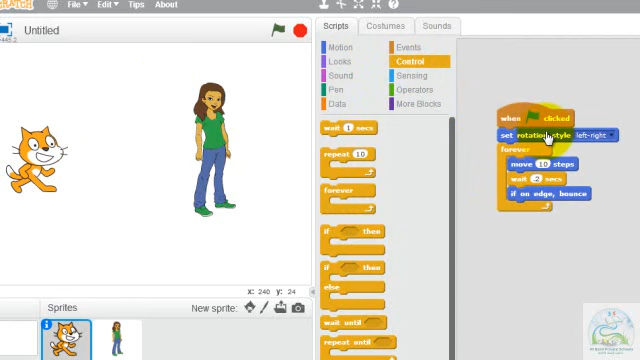 SCRATCH
File Edit Tips About
Untitled
Scripts Costumes Sounds
Motion Events
Looks Control
Sound Sensing
Pen Operators
Data More Blocks
wait 1 secs
repeat 10
forever
if then
if then
else
wait until
repeat until
when clicked
set rotation style left-right
forever
move 10 steps
wait .2 secs
if on edge, bounce
x: 240 y: 24
Sprites New sprite: